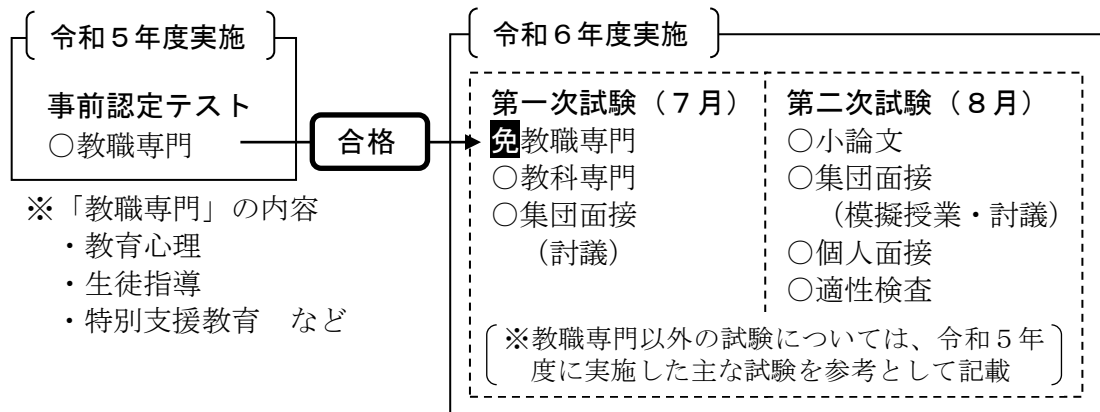 令和５年度実施
事前認定テスト
○教職専門
合格
※「教職専門」の内容
・教育心理
・生徒指導
・特別支援教育　など
令和６年度実施
第一次試験（７月）
免教職専門
○教科専門
○集団面接
（討議）
第二次試験（８月）
○小論文
○集団面接
（模擬授業・討議）
○個人面接
○適性検査
※教職専門以外の試験については、令和５年
度に実施した主な試験を参考として記載